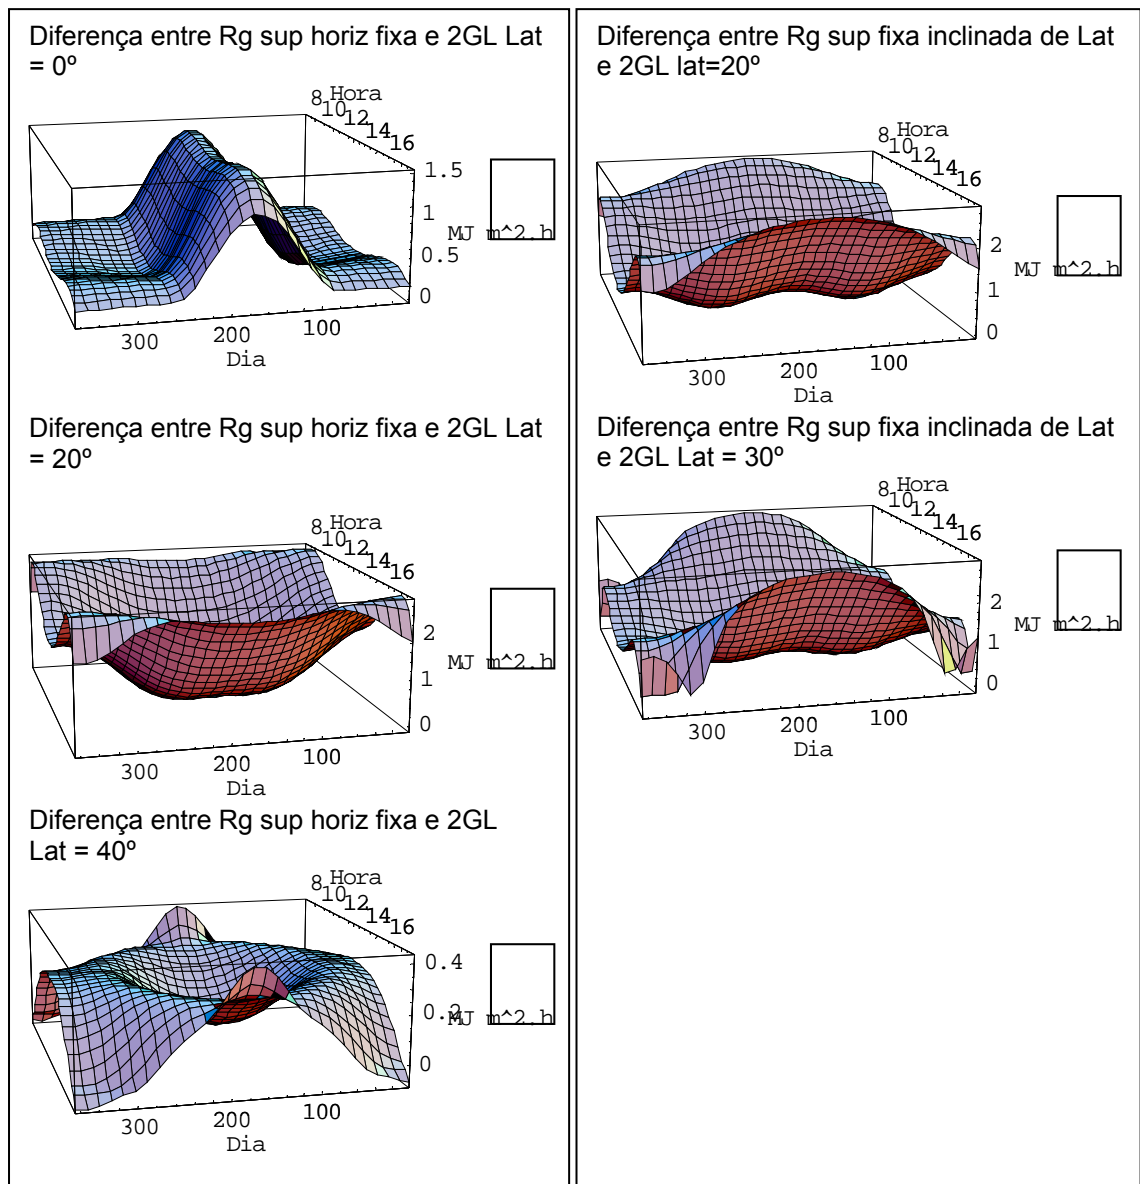 Diferença entre Rg sup horiz fixa e 2GL Lat
= 0º
8 10 12 14 16
Hora
1.5
1
MJ m^2.h
0.5
0
300 200 100
Dia
Diferença entre Rg sup horiz fixa e 2GL Lat
= 20º
8 10 12 14 16
Hora
2
MJ m^2.h
1
0
300 200 100
Dia
Diferença entre Rg sup horiz fixa e 2GL
Lat = 40º
8 10 12 14 16
Hora
0.4
0.2
MJ m^2.h
0
300 200 100
Dia
Diferença entre Rg sup fixa inclinada de Lat
e 2GL lat=20º
8 10 12 14 16
Hora
2
MJ m^2.h
1
0
300 200 100
Dia
Diferença entre Rg sup fixa inclinada de Lat
e 2GL Lat = 30º
8 10 12 14 16
Hora
2
MJ m^2.h
1
0
300 200 100
Dia